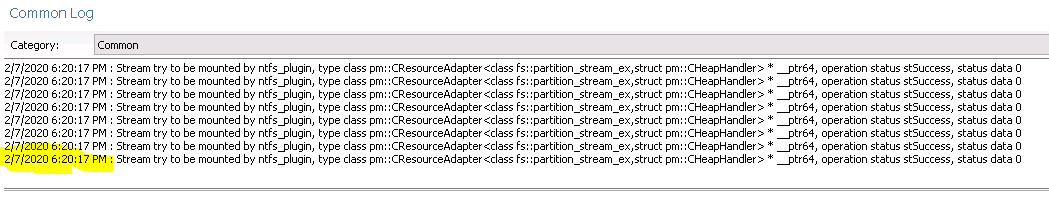 Common Log
Category: Common
2/7/2020 6:20:17 PM : Stream try to be mounted by ntfs_plugin, type class pm::CResourceAdapter<class fs::partition_stream_ex,struct pm::CHeapHandler> * __ptr64, operation status stSuccess, status data 0
2/7/2020 6:20:17 PM : Stream try to be mounted by ntfs_plugin, type class pm::CResourceAdapter<class fs::partition_stream_ex,struct pm::CHeapHandler> * __ptr64, operation status stSuccess, status data 0
2/7/2020 6:20:17 PM : Stream try to be mounted by ntfs_plugin, type class pm::CResourceAdapter<class fs::partition_stream_ex,struct pm::CHeapHandler> * __ptr64, operation status stSuccess, status data 0
2/7/2020 6:20:17 PM : Stream try to be mounted by ntfs_plugin, type class pm::CResourceAdapter<class fs::partition_stream_ex,struct pm::CHeapHandler> * __ptr64, operation status stSuccess, status data 0
2/7/2020 6:20:17 PM : Stream try to be mounted by ntfs_plugin, type class pm::CResourceAdapter<class fs::partition_stream_ex,struct pm::CHeapHandler> * __ptr64, operation status stSuccess, status data 0
2/7/2020 6:20:17 PM : Stream try to be mounted by ntfs_plugin, type class pm::CResourceAdapter<class fs::partition_stream_ex,struct pm::CHeapHandler> * __ptr64, operation status stSuccess, status data 0
2/7/2020 6:20:17 PM : Stream try to be mounted by ntfs_plugin, type class pm::CResourceAdapter<class fs::partition_stream_ex,struct pm::CHeapHandler> * __ptr64, operation status stSuccess, status data 0
2/7/2020 6:20:17 PM : Stream try to be mounted by ntfs_plugin, type class pm::CResourceAdapter<class fs::partition_stream_ex,struct pm::CHeapHandler> * __ptr64, operation status stSuccess, status data 0